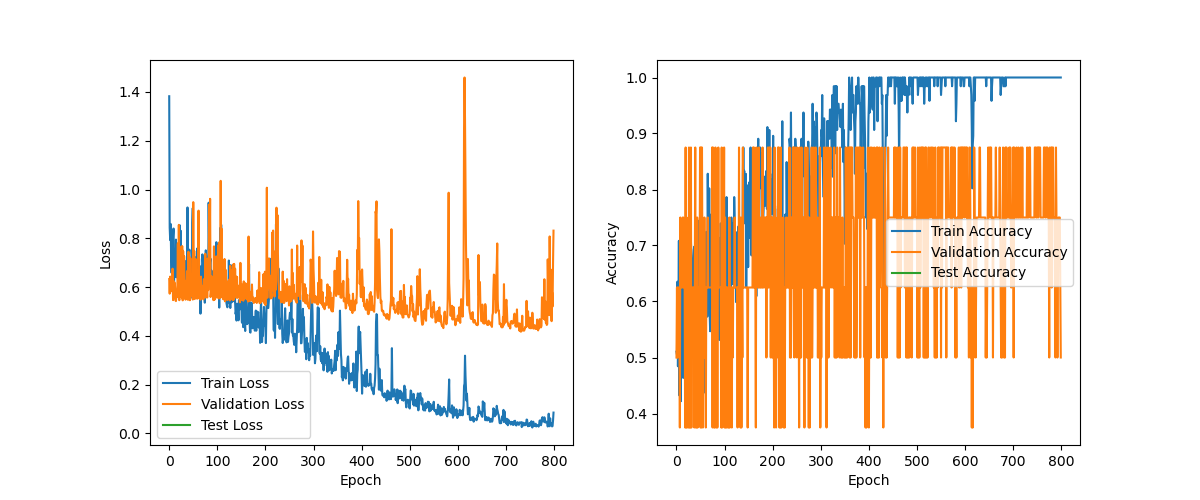 1.4
1.2
1.0
0.8
0.6
0.4
0.2
0.0
Loss
Train Loss
Validation Loss
Test Loss
0 100 200 300 400 500 600 700 800
Epoch
1.0
0.9
0.8
0.7
0.6
0.5
0.4
Accuracy
Train Accuracy
Validation Accuracy
Test Accuracy
0 100 200 300 400 500 600 700 800
Epoch